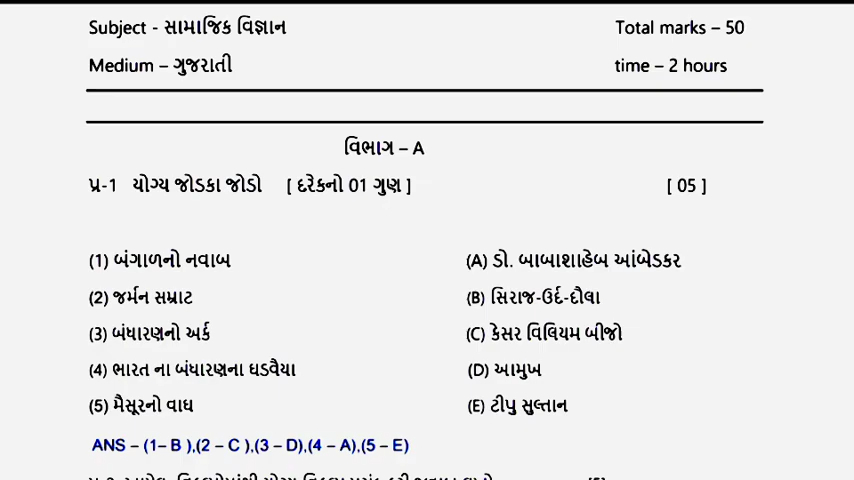 Subject - સામાજિક વિજ્ઞાન Total marks – 50
Medium – ગુજરાતી time – 2 hours
વિભાગ – A
પ્ર-1 યોગ્ય જોડકા જોડો [ દરેકનો 01 ગુણ ] [ 05 ]
(1) બંગાળનો નવાબ (A) ડો. બાબાશાહેબ આંબેડકર
(2) જર્મન સમ્રાટ (B) સિરાજ-ઉર્દ-દૌલા
(3) બંધારણનો અર્ક (C) કેસર વિલિયમ બીજો
(4) ભારત ના બંધારણના ઘડવૈયા (D) આમુખ
(5) મૈસૂરનો વાઘ (E) ટીપુ સુલ્તાન
ANS – (1– B ),(2 – C ),(3 – D),(4 – A),(5 – E)